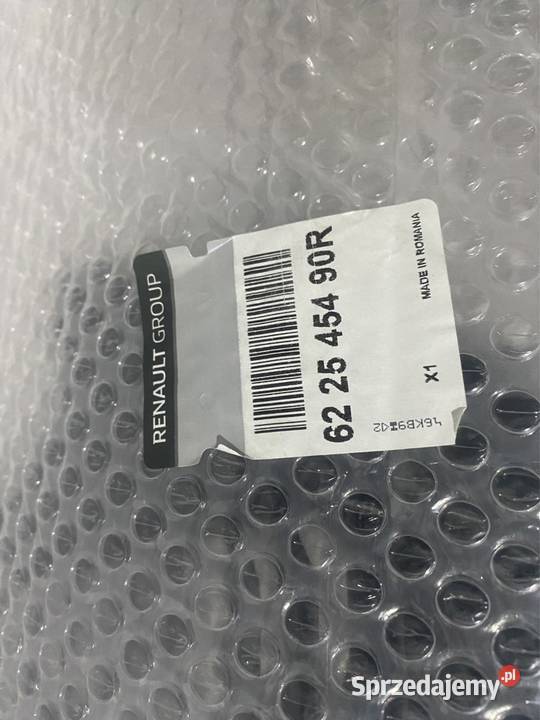 RENAULT GROUP
62 25 454 90R
X1
MADE IN ROMANIA
Sprzedajemy.pl